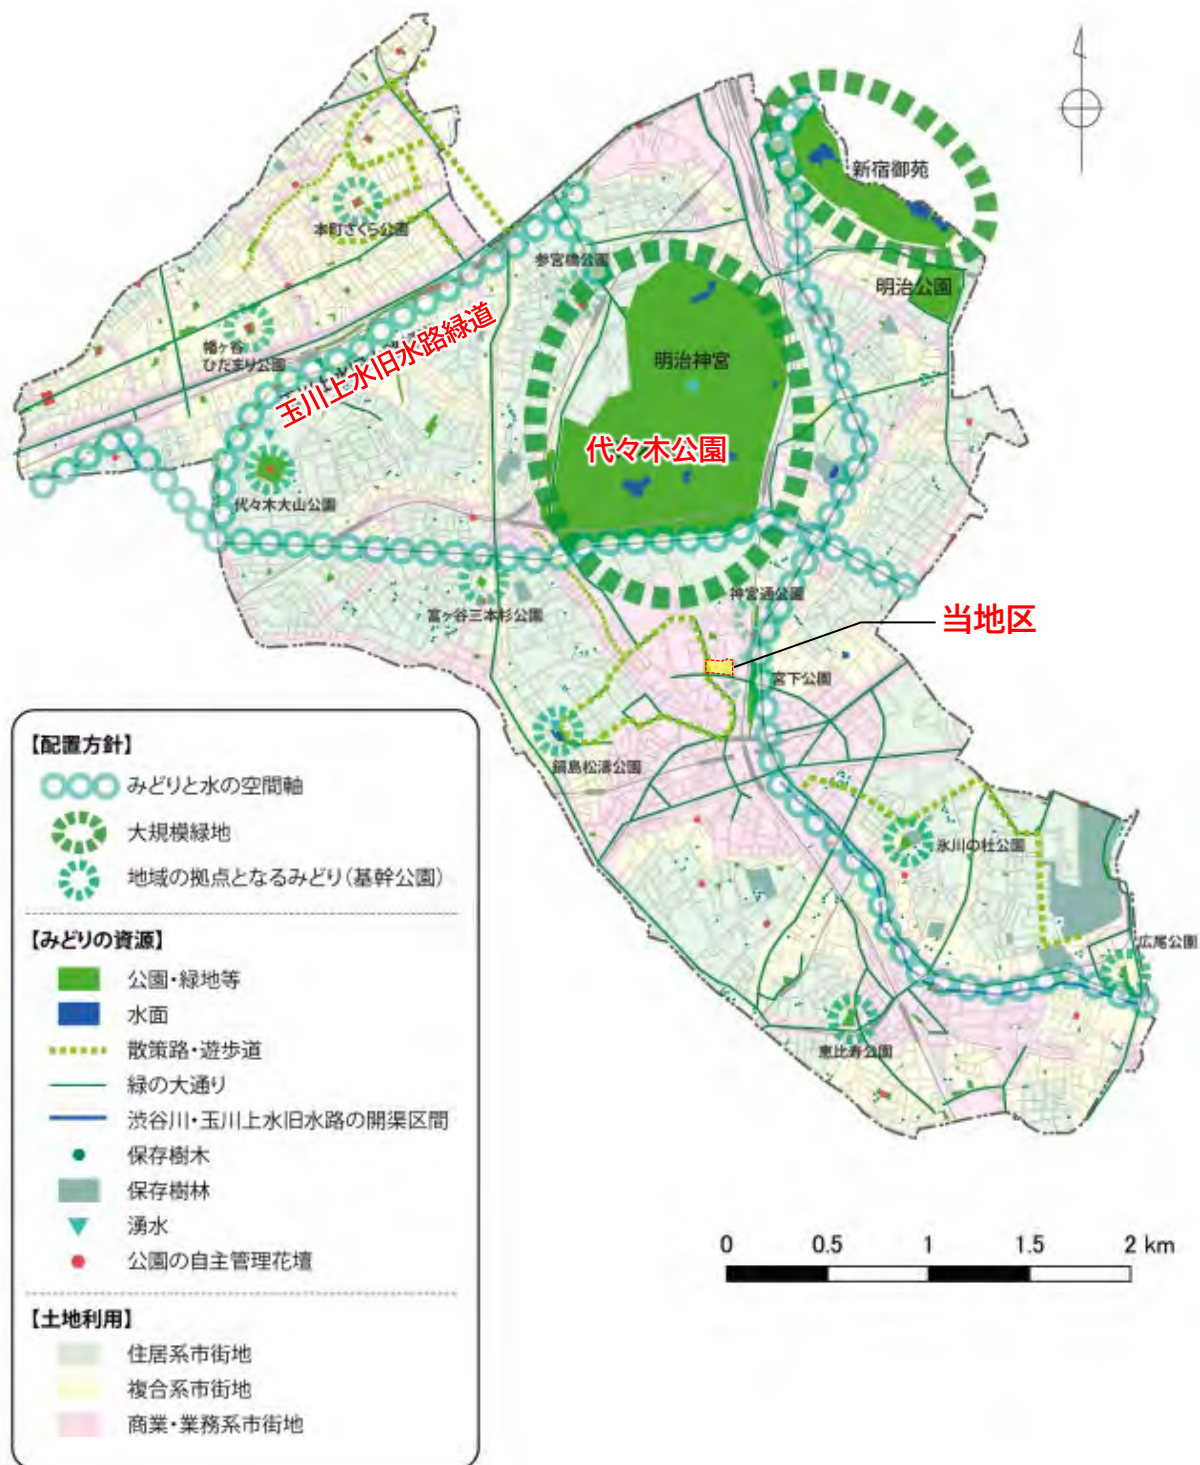 新宿御苑
本町さくら公園
参宮橋公園
明治公園
玉川上水旧水路緑道
幡ヶ谷
ひだまり公園
明治神宮
代々木公園
代々木大山公園
神宮通公園
富ヶ谷三本杉公園
当地区
宮下公園
鍋島松濤公園
氷川の杜公園
広尾公園
恵比寿公園
【配置方針】
みどりと水の空間軸
大規模緑地
地域の拠点となるみどり(基幹公園)
【みどりの資源】
公園・緑地等
水面
散策路・遊歩道
緑の大通り
渋谷川・玉川上水旧水路の開渠区間
保存樹木
保存樹林
湧水
公園の自主管理花壇
【土地利用】
住居系市街地
複合系市街地
商業・業務系市街地
0 0.5 1 1.5 2 km